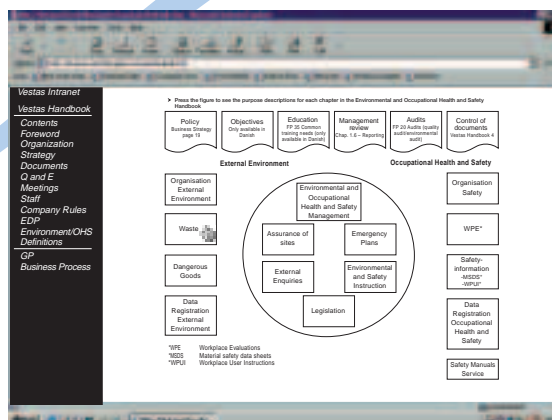 Vestas Intranet
Vestas Handbook
Contents
Foreword
Organization
Strategy
Documents
Q and E
Meetings
Staff
Company Rules
EDP
Environment/OHS
Definitions
GP
Business Process
Press the figure to see the purpose descriptions for each chapter in the Environmental and Occupational Health and Safety
Handbook
Policy
Business Strategy
page 19
Objectives
Only available in
Danish
Education
FP 35 Common
training needs (only
available in Danish)
Management
review
Chap. 1.6 – Reporting
Audits
FP 20 Audits (quality
audit/environmental
audit)
Control of
documents
Vestas Handbook 4
External Environment
Occupational Health and Safety
Organisation
External
Environment
Waste
Dangerous
Goods
Data
Registration
External
Environment
Environmental and
Occupational
Health and Safety
Management
Assurance of
sites
Emergency
Plans
External
Enquiries
Environmental
and Safety
Instruction
Legislation
Organisation
Safety
WPE*
Safety-
information
-MSDS*
-WPUI*
Data
Registration
Occupational
Health and
Safety
Safety Manuals
Service
*WPE Workplace Evaluations
*MSDS Material safety data sheets
*WPUI Workplace User Instructions